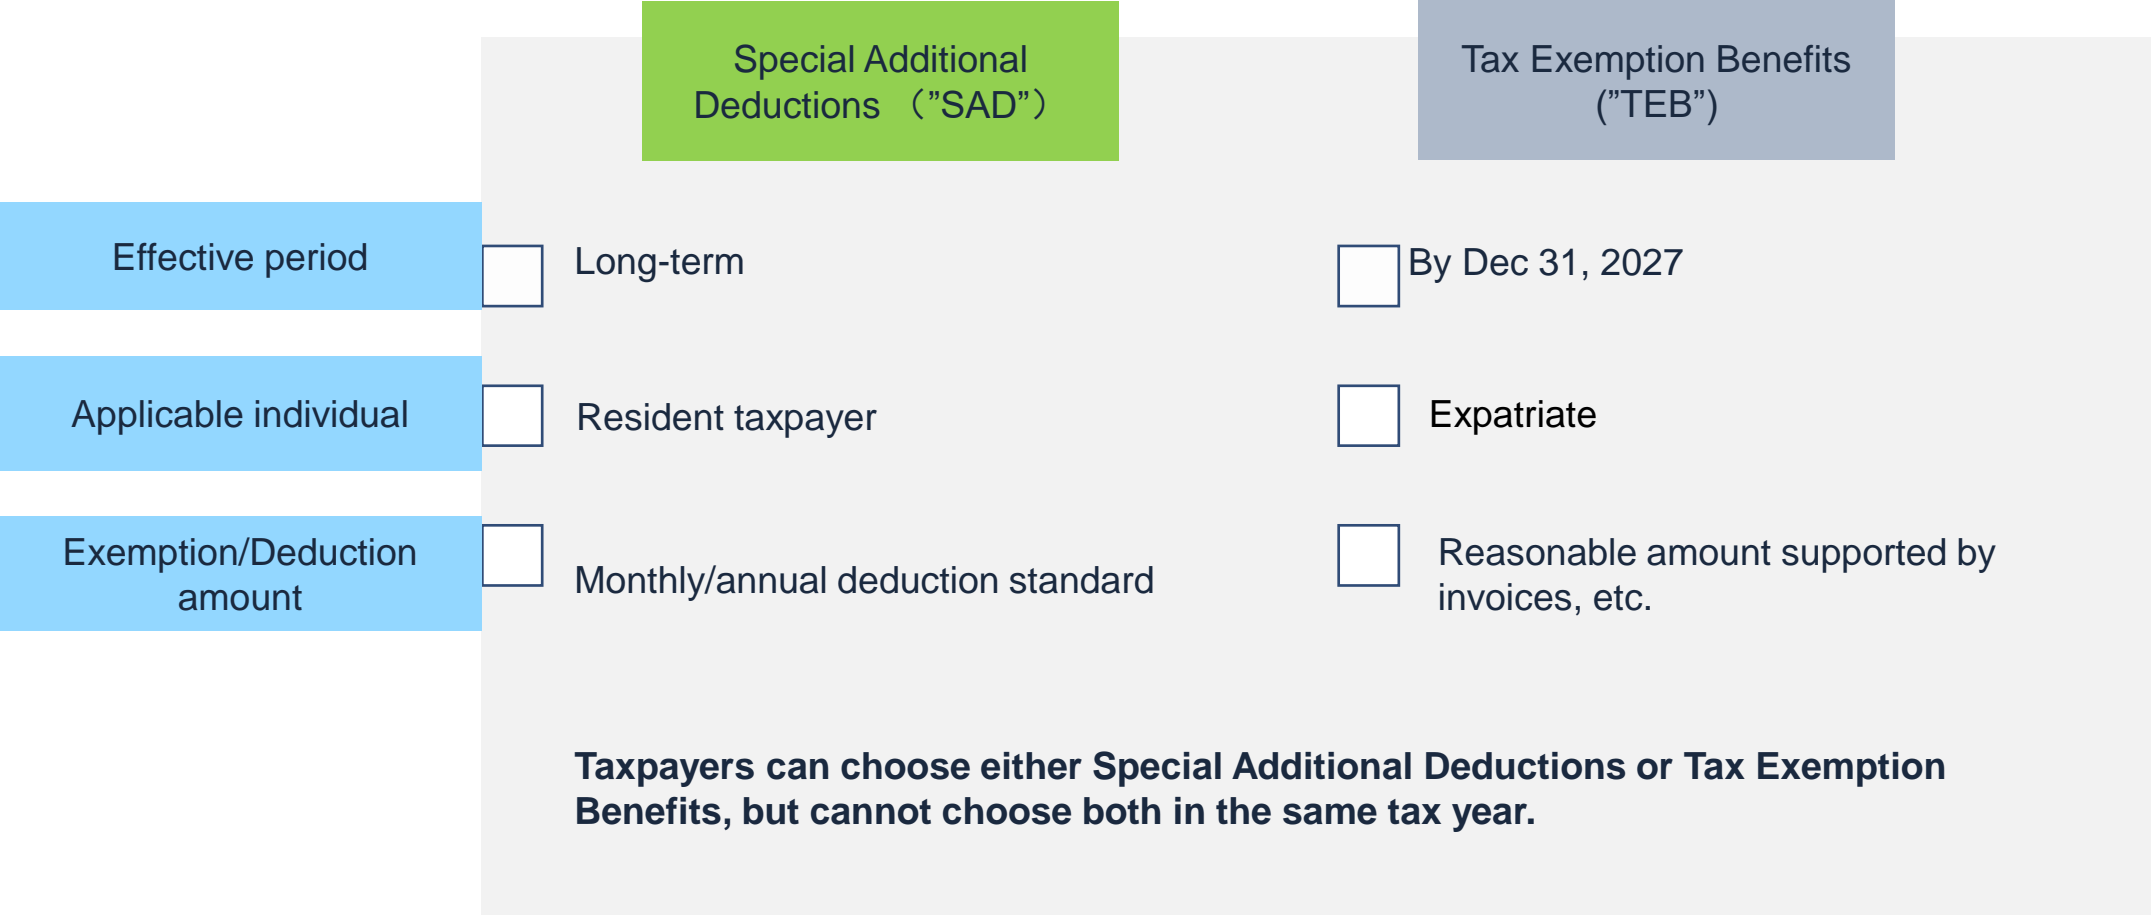 Special Additional
Deductions （”SAD”）
Tax Exemption Benefits
(”TEB”)
Effective period
Long-term
By Dec 31, 2027
Applicable individual
Resident taxpayer
Expatriate
Exemption/Deduction
amount
Monthly/annual deduction standard
Reasonable amount supported by
invoices, etc.
Taxpayers can choose either Special Additional Deductions or Tax Exemption
Benefits, but cannot choose both in the same tax year.